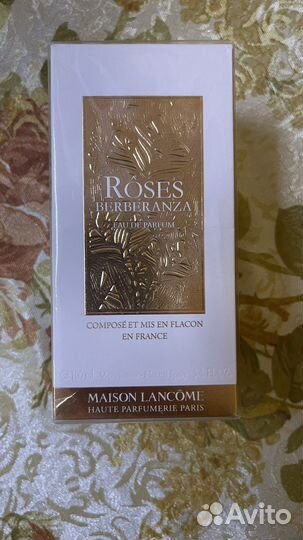 RÔSES
BERBERANZA
EAU DE PARFUM
COMPOSÉ ET MIS EN FLACON
EN FRANCE
MAISON LANCÔME
HAUTE PARFUMERIE PARIS
Avito